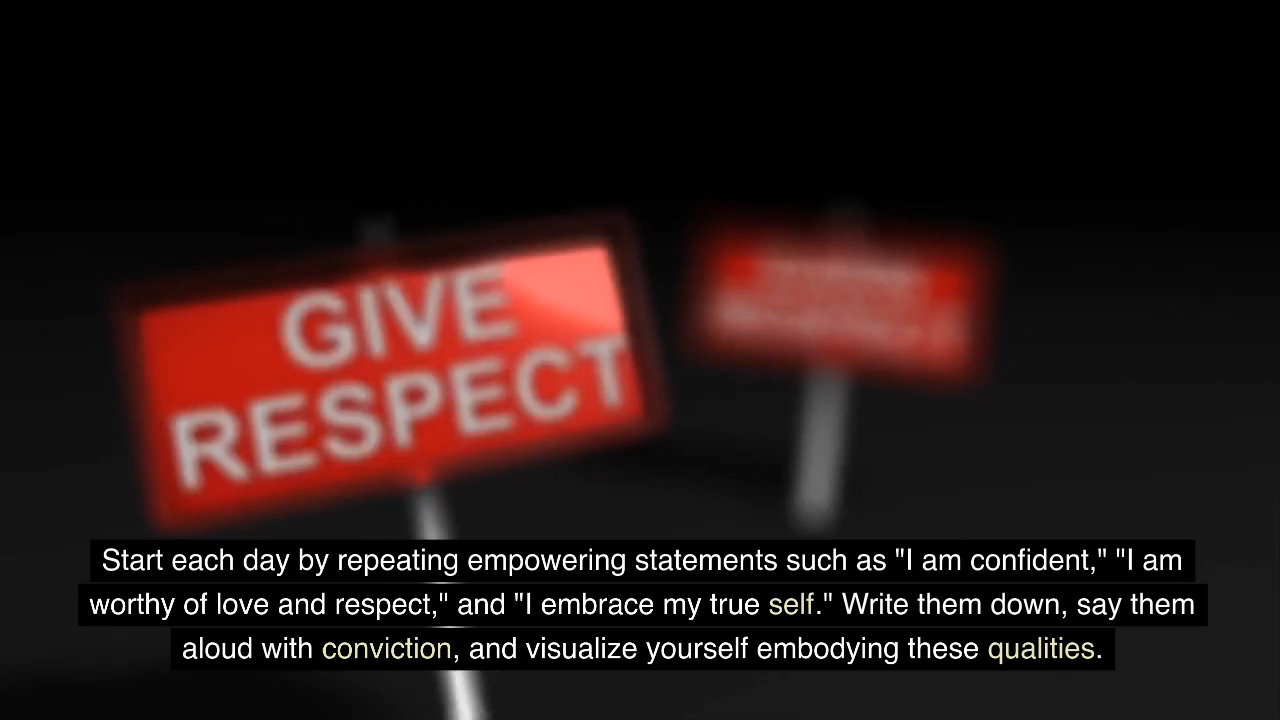 GIVE
RESPECT
Start each day by repeating empowering statements such as "I am confident," "I am
worthy of love and respect," and "I embrace my true self." Write them down, say them
aloud with conviction, and visualize yourself embodying these qualities.